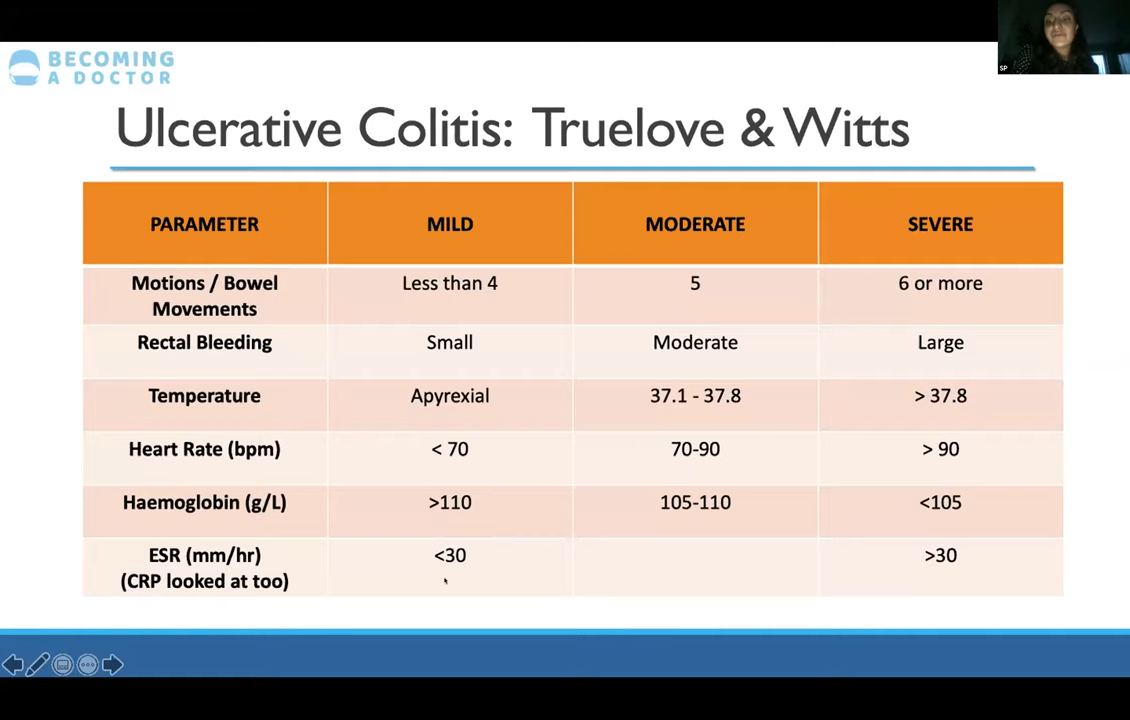 SP
BECOMING
A DOCTOR
Ulcerative Colitis: Truelove & Witts
PARAMETER MILD MODERATE SEVERE
Motions / Bowel
Movements Less than 4 5 6 or more
Rectal Bleeding Small Moderate Large
Temperature Apyrexial 37.1 - 37.8 > 37.8
Heart Rate (bpm) < 70 70-90 > 90
Haemoglobin (g/L) >110 105-110 <105
ESR (mm/hr) <30 >30
(CRP looked at too)